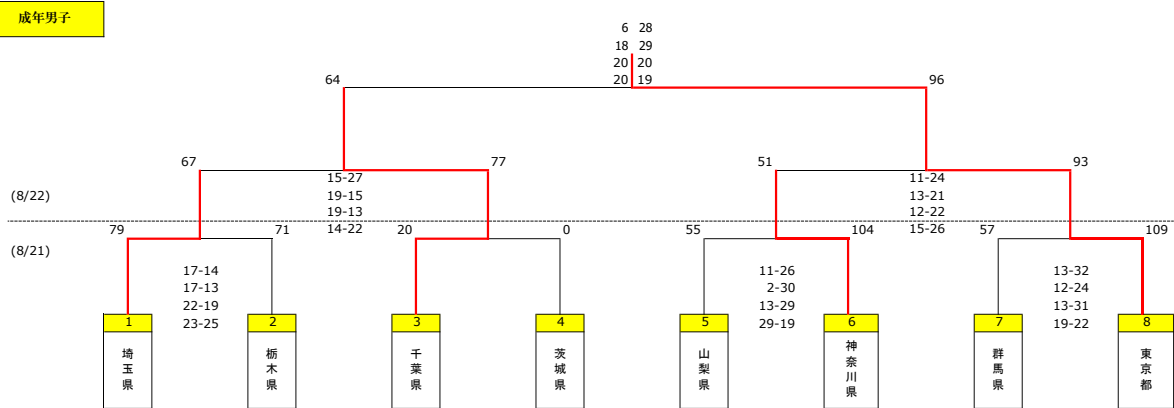 成年男子
6 28
18 29
20 20
20 19
64 96
67 77 51 93
15-27 11-24
(8/22) 19-15 13-21
19-13 12-22
79 71 14-22 20 0 55 104 15-26 57 109
(8/21)
17-14 11-26 13-32
17-13 2-30 12-24
22-19 13-29 13-31
23-25 29-19 19-22
1 2 3 4 5 6 7 8
埼玉県 栃木県 千葉県 茨城県 山梨県 神奈川県 群馬県 東京都